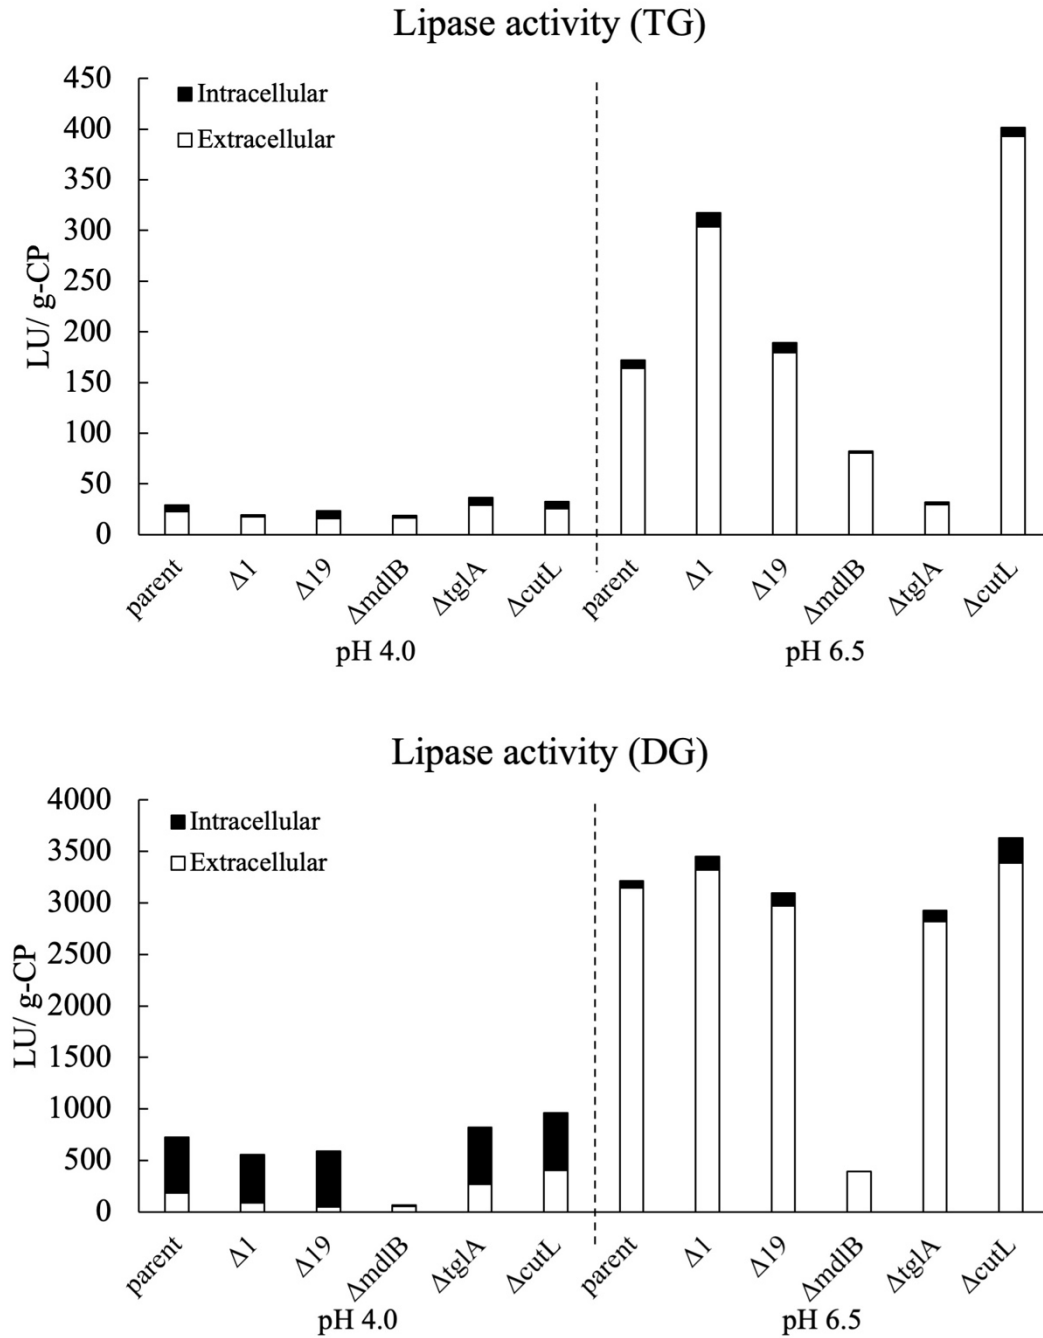 Lipase activity (TG)
LU/ g-CP
450
400
350
300
250
200
150
100
50
0
Intracellular
Extracellular
parent
Δ1
Δ19
ΔmdlB
ΔtglA
ΔcutL
parent
Δ1
Δ19
ΔmdlB
ΔtglA
ΔcutL
pH 4.0
pH 6.5
Lipase activity (DG)
LU/ g-CP
4000
3500
3000
2500
2000
1500
1000
500
0
Intracellular
Extracellular
parent
Δ1
Δ19
ΔmdlB
ΔtglA
ΔcutL
parent
Δ1
Δ19
ΔmdlB
ΔtglA
ΔcutL
pH 4.0
pH 6.5